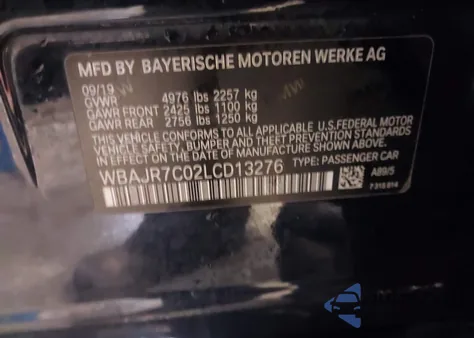 MFD BY BAYERISCHE MOTOREN WERKE AG
09/19
GVWR 4976 lbs 2257 kg
GAWR FRONT 2425 lbs 1100 kg
GAWR REAR 2756 lbs 1250 kg
THIS VEHICLE CONFORMS TO ALL APPLICABLE U.S.FEDERAL MOTOR
VEHICLE SAFETY, BUMPER, AND THEFT PREVENTION STANDARDS IN
EFFECT ON THE DATE OF MANUFACTURE SHOWN ABOVE.
WBAJR7C02LCD13276 TYPE: PASSENGER CAR
A89/5
7 315 814